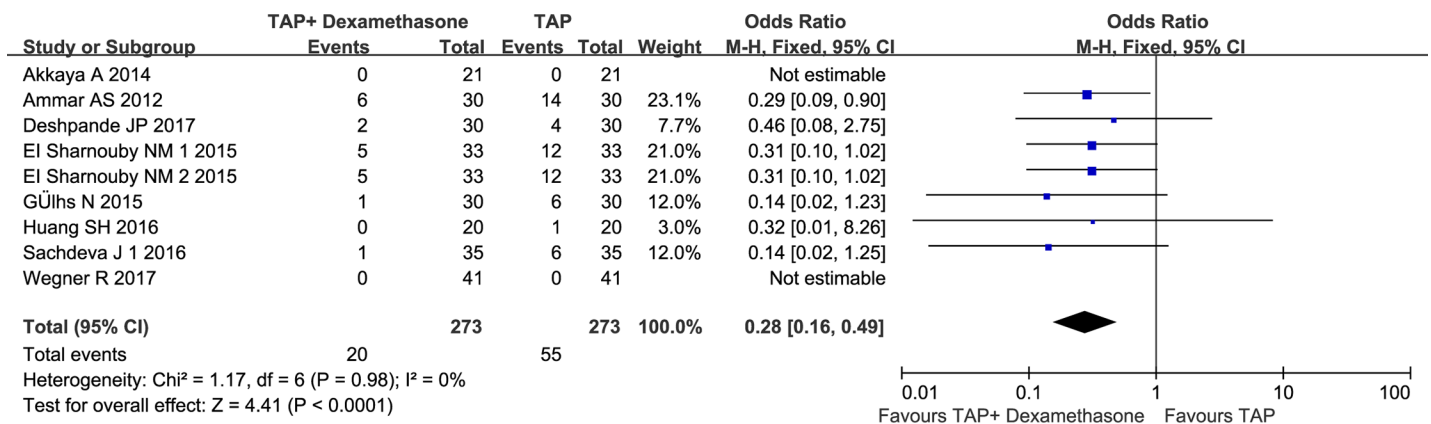 TAP+ Dexamethasone TAP Odds Ratio Odds Ratio
Study or Subgroup Events Total Events Total Weight M-H, Fixed, 95% CI M-H, Fixed, 95% CI
Akkaya A 2014 0 21 0 21 Not estimable
Ammar AS 2012 6 30 14 30 23.1% 0.29 [0.09, 0.90]
Deshpande JP 2017 2 30 4 30 7.7% 0.46 [0.08, 2.75]
EI Sharnouby NM 1 2015 5 33 12 33 21.0% 0.31 [0.10, 1.02]
EI Sharnouby NM 2 2015 5 33 12 33 21.0% 0.31 [0.10, 1.02]
GÜlhs N 2015 1 30 6 30 12.0% 0.14 [0.02, 1.23]
Huang SH 2016 0 20 1 20 3.0% 0.32 [0.01, 8.26]
Sachdeva J 1 2016 1 35 6 35 12.0% 0.14 [0.02, 1.25]
Wegner R 2017 0 41 0 41 Not estimable
Total (95% CI) 273 273 100.0% 0.28 [0.16, 0.49]
Total events 20 55
Heterogeneity: Chi² = 1.17, df = 6 (P = 0.98); I² = 0%
Test for overall effect: Z = 4.41 (P < 0.0001)
0.01 0.1 1 10 100
Favours TAP+ Dexamethasone Favours TAP